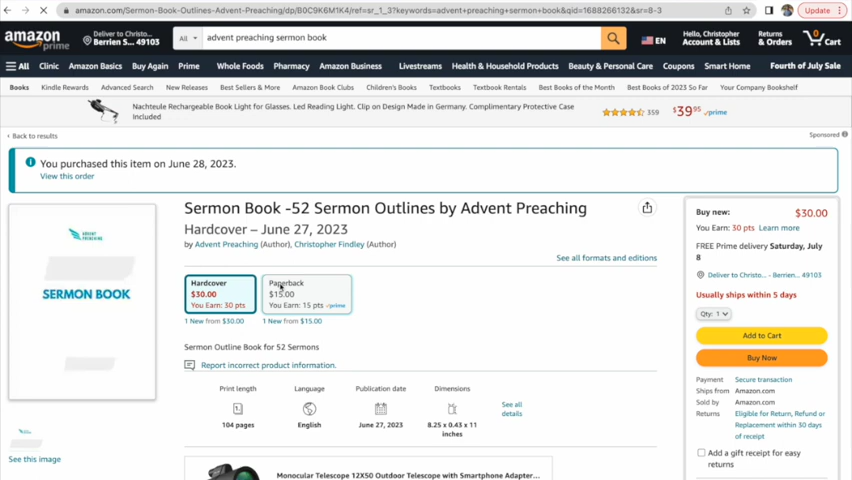 amazon.com/Sermon-Book-Outlines-Advent-Preaching/dp/B0C9K6M1K4/ref=sr_1_3?keywords=advent+preaching+sermon+book&qid=1688266132&sr=8-3
Update
amazon
prime
Deliver to Christo...
Berrien S... 49103
All
advent preaching sermon book
EN
Hello, Christopher
Account & Lists
Returns
& Orders
0
Cart
All Clinic Amazon Basics Buy Again Prime Whole Foods Pharmacy Amazon Business Livestreams Health & Household Products Beauty & Personal Care Coupons Smart Home Fourth of July Sale
Books Kindle Rewards Advanced Search New Releases Best Sellers & More Amazon Book Clubs Children's Books Textbooks Textbook Rentals Best Books of the Month Best Books of 2023 So Far Your Company Bookshelf
Nachteule Rechargeable Book Light for Glasses. Led Reading Light. Clip on Design Made in Germany. Complimentary Protective Case
Included
359
$39.95
prime
‹ Back to results
Sponsored
You purchased this item on June 28, 2023.
View this order
ADVENT
PREACHING
SERMON BOOK
See this image
Sermon Book -52 Sermon Outlines by Advent Preaching
Hardcover – June 27, 2023
by Advent Preaching (Author), Christopher Findley (Author)
See all formats and editions
Hardcover
$30.00
You Earn: 30 pts
1 New from $30.00
Paperback
$15.00
You Earn: 15 pts prime
1 New from $15.00
Sermon Outline Book for 52 Sermons
Report incorrect product information.
Print length
104 pages
Language
English
Publication date
June 27, 2023
Dimensions
8.25 x 0.43 x 11
inches
See all
details
Monocular Telescope 12X50 Outdoor Telescope with Smartphone Adapter...
Buy new: $30.00
You Earn: 30 pts Learn more
FREE Prime delivery Saturday, July
8
Deliver to Christo... - Berrien... 49103
Usually ships within 5 days
Qty: 1
Add to Cart
Buy Now
Payment Secure transaction
Ships from Amazon.com
Sold by Amazon.com
Returns Eligible for Return, Refund or
Replacement within 30 days
of receipt
Add a gift receipt for easy
returns